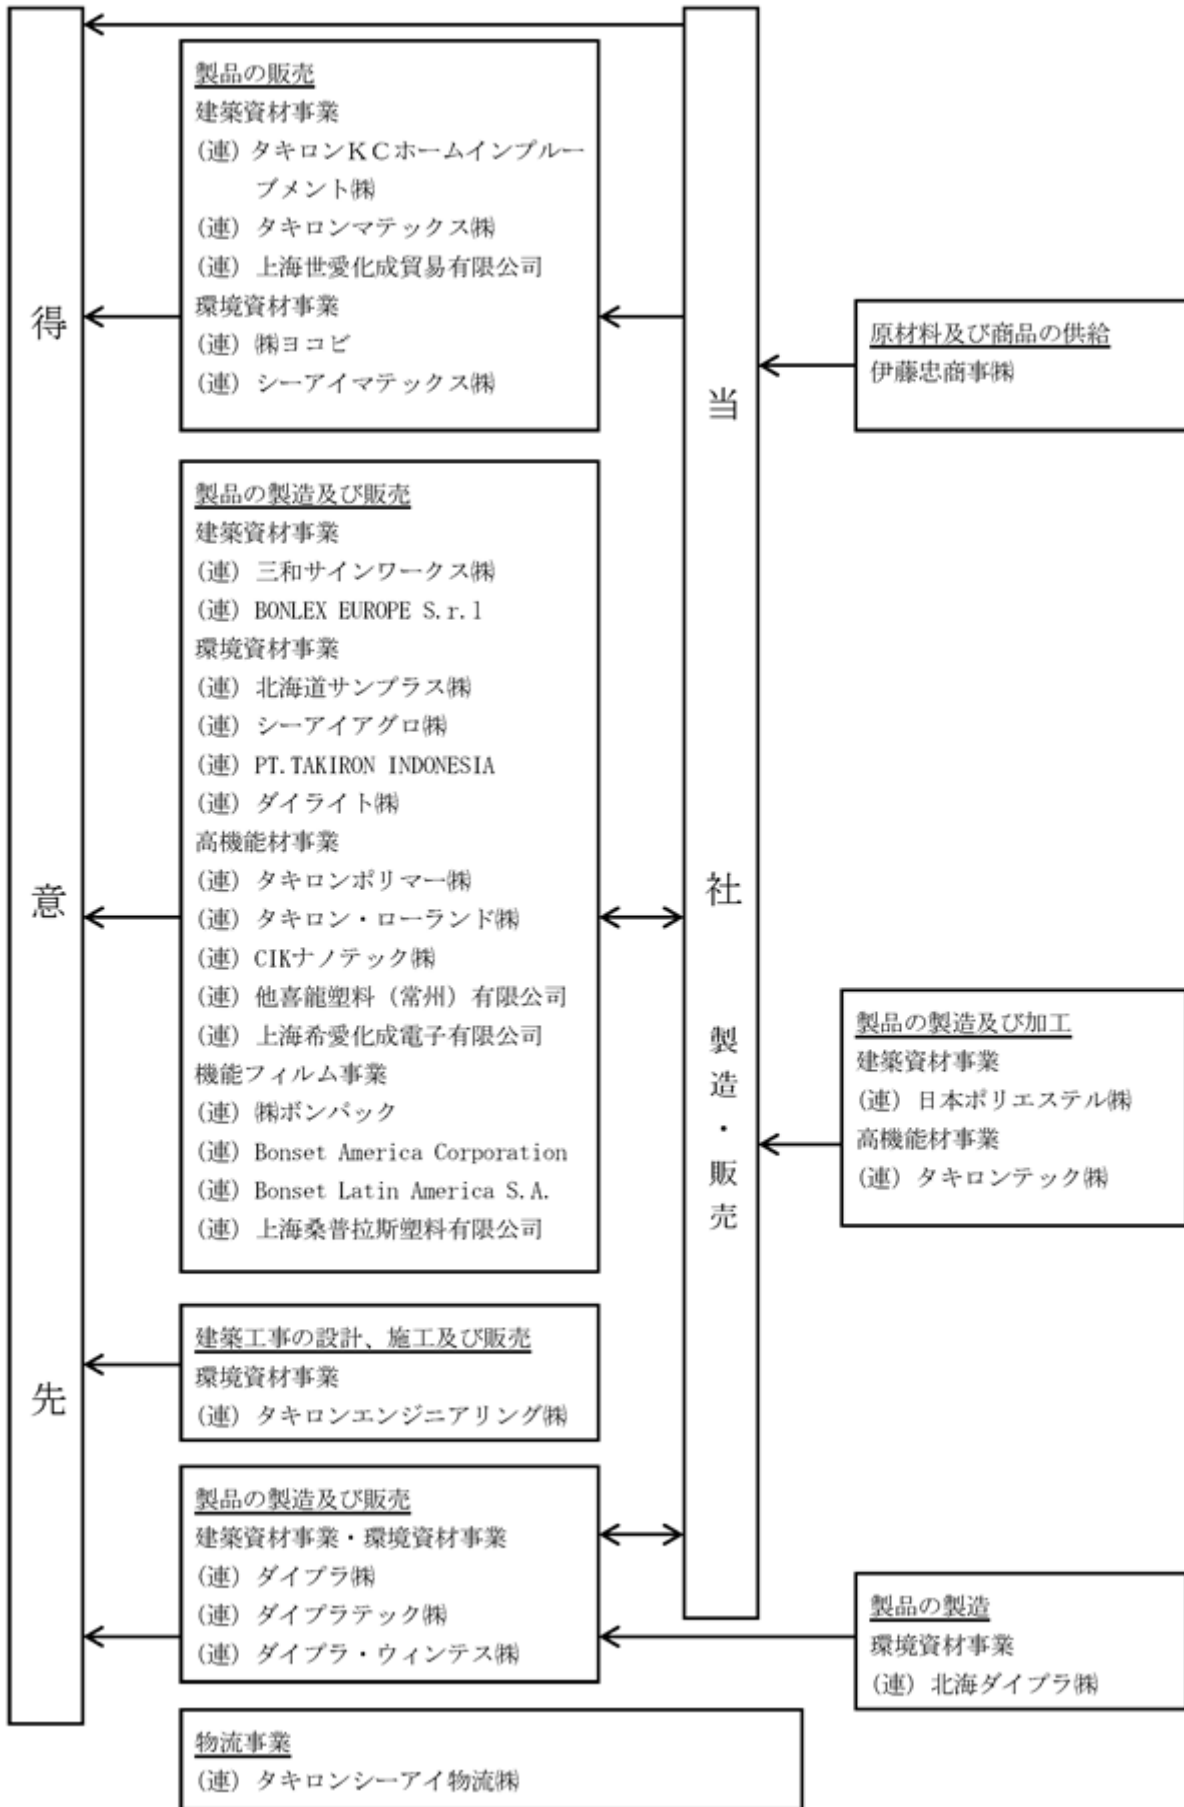 製品の販売
建築資材事業
(連) タキロンKCホームインプルー
ブメント㈱
(連) タキロンマテックス㈱
(連) 上海世愛化成貿易有限公司
環境資材事業
(連) ㈱ヨコビ
(連) シーアイマテックス㈱
製品の製造及び販売
建築資材事業
(連) 三和サインワークス㈱
(連) BONLEX EUROPE S.r.l
環境資材事業
(連) 北海道サンプラス㈱
(連) シーアイアグロ㈱
(連) PT.TAKIRON INDONESIA
(連) ダイライト㈱
高機能材事業
(連) タキロンポリマー㈱
(連) タキロン・ローランド㈱
(連) CIKナノテック㈱
(連) 他喜龍塑料（常州）有限公司
(連) 上海希愛化成電子有限公司
機能フィルム事業
(連) ㈱ボンパック
(連) Bonset America Corporation
(連) Bonset Latin America S.A.
(連) 上海桑普拉斯塑料有限公司
建築工事の設計、施工及び販売
環境資材事業
(連) タキロンエンジニアリング㈱
製品の製造及び販売
建築資材事業・環境資材事業
(連) ダイプラ㈱
(連) ダイプラテック㈱
(連) ダイプラ・ウィンテス㈱
物流事業
(連) タキロンシーアイ物流㈱
得意先
当社
製造・販売
原材料及び商品の供給
伊藤忠商事㈱
製品の製造及び加工
建築資材事業
(連) 日本ポリエステル㈱
高機能材事業
(連) タキロンテック㈱
製品の製造
環境資材事業
(連) 北海ダイプラ㈱